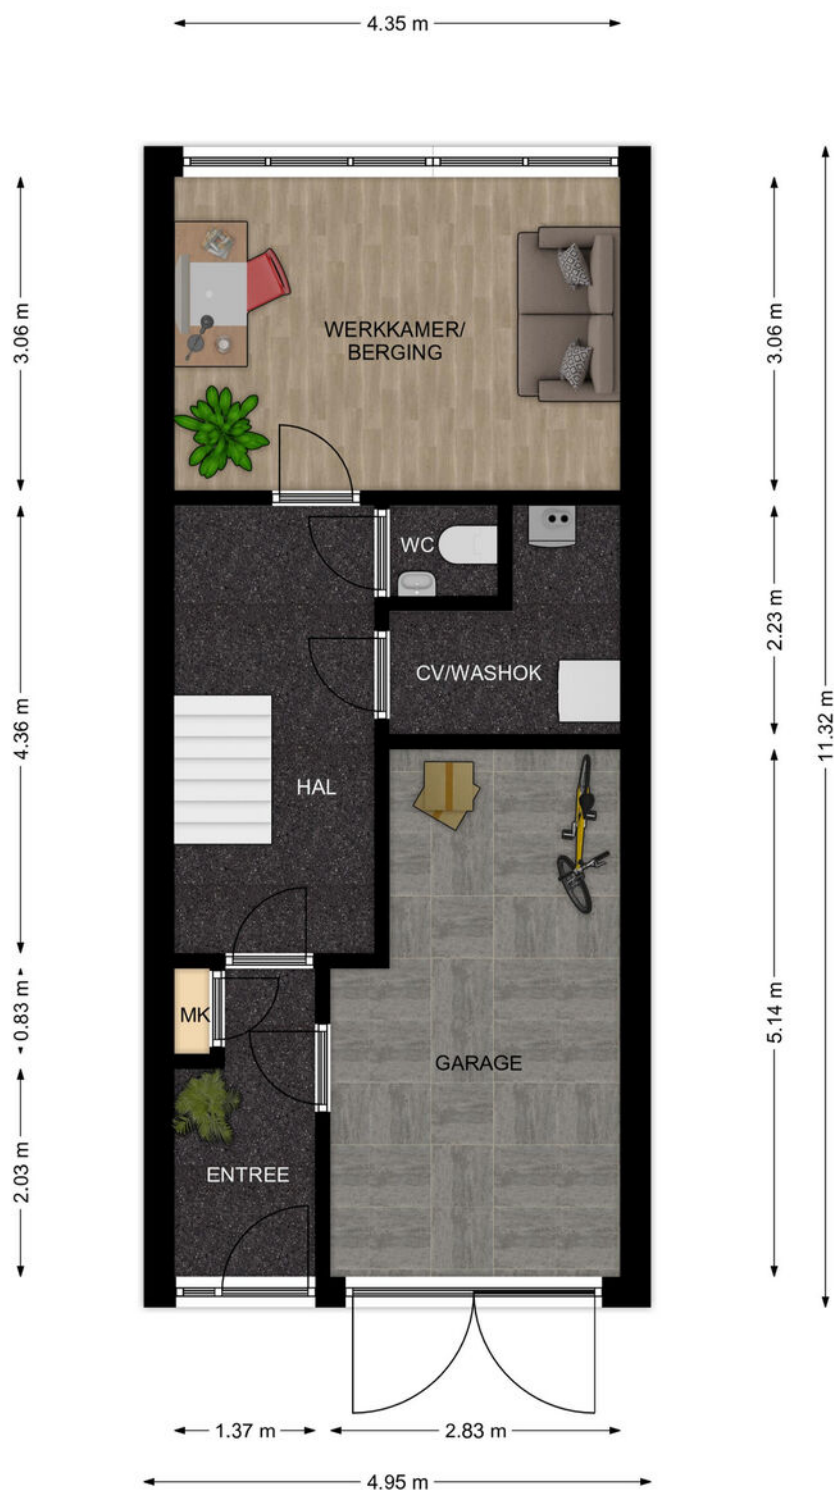 4.35 m
3.06 m
3.06 m
WERKKAMER/
BERGING
WC
2.23 m
CV/WASHOK
4.36 m
11.32 m
HAL
0.83 m
MK
5.14 m
GARAGE
2.03 m
ENTREE
1.37 m
2.83 m
4.95 m